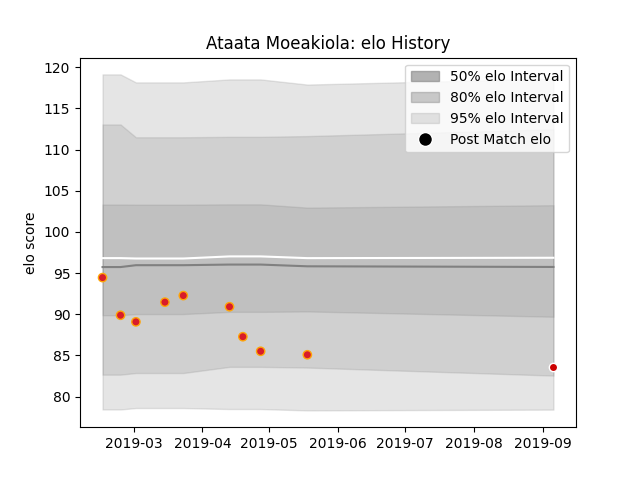 Ataata Moeakiola: elo History
50% elo Interval
80% elo Interval
95% elo Interval
Post Match elo
elo score
120
115
110
105
100
95
90
85
80
2019-03 2019-04 2019-05 2019-06 2019-07 2019-08 2019-09